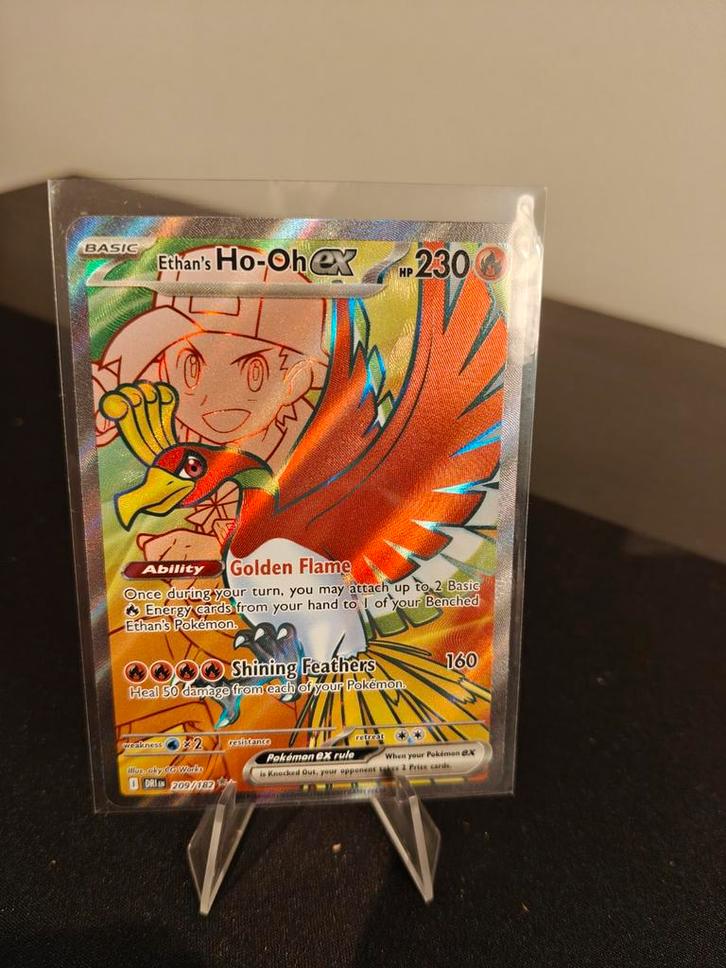 BASIC
Ethan's Ho-Oh ex HP 230
Ability Golden Flame
Once during your turn, you may attach up to 2 Basic
Energy cards from your hand to 1 of your Benched
Ethan's Pokémon.
Shining Feathers 160
Heal 50 damage from each of your Pokémon.
weakness ×2 resistance retreat
Pokémon ex rule When your Pokémon ex
is Knocked Out, your opponent takes 2 Prize cards.
Illus. 5ban Graphics